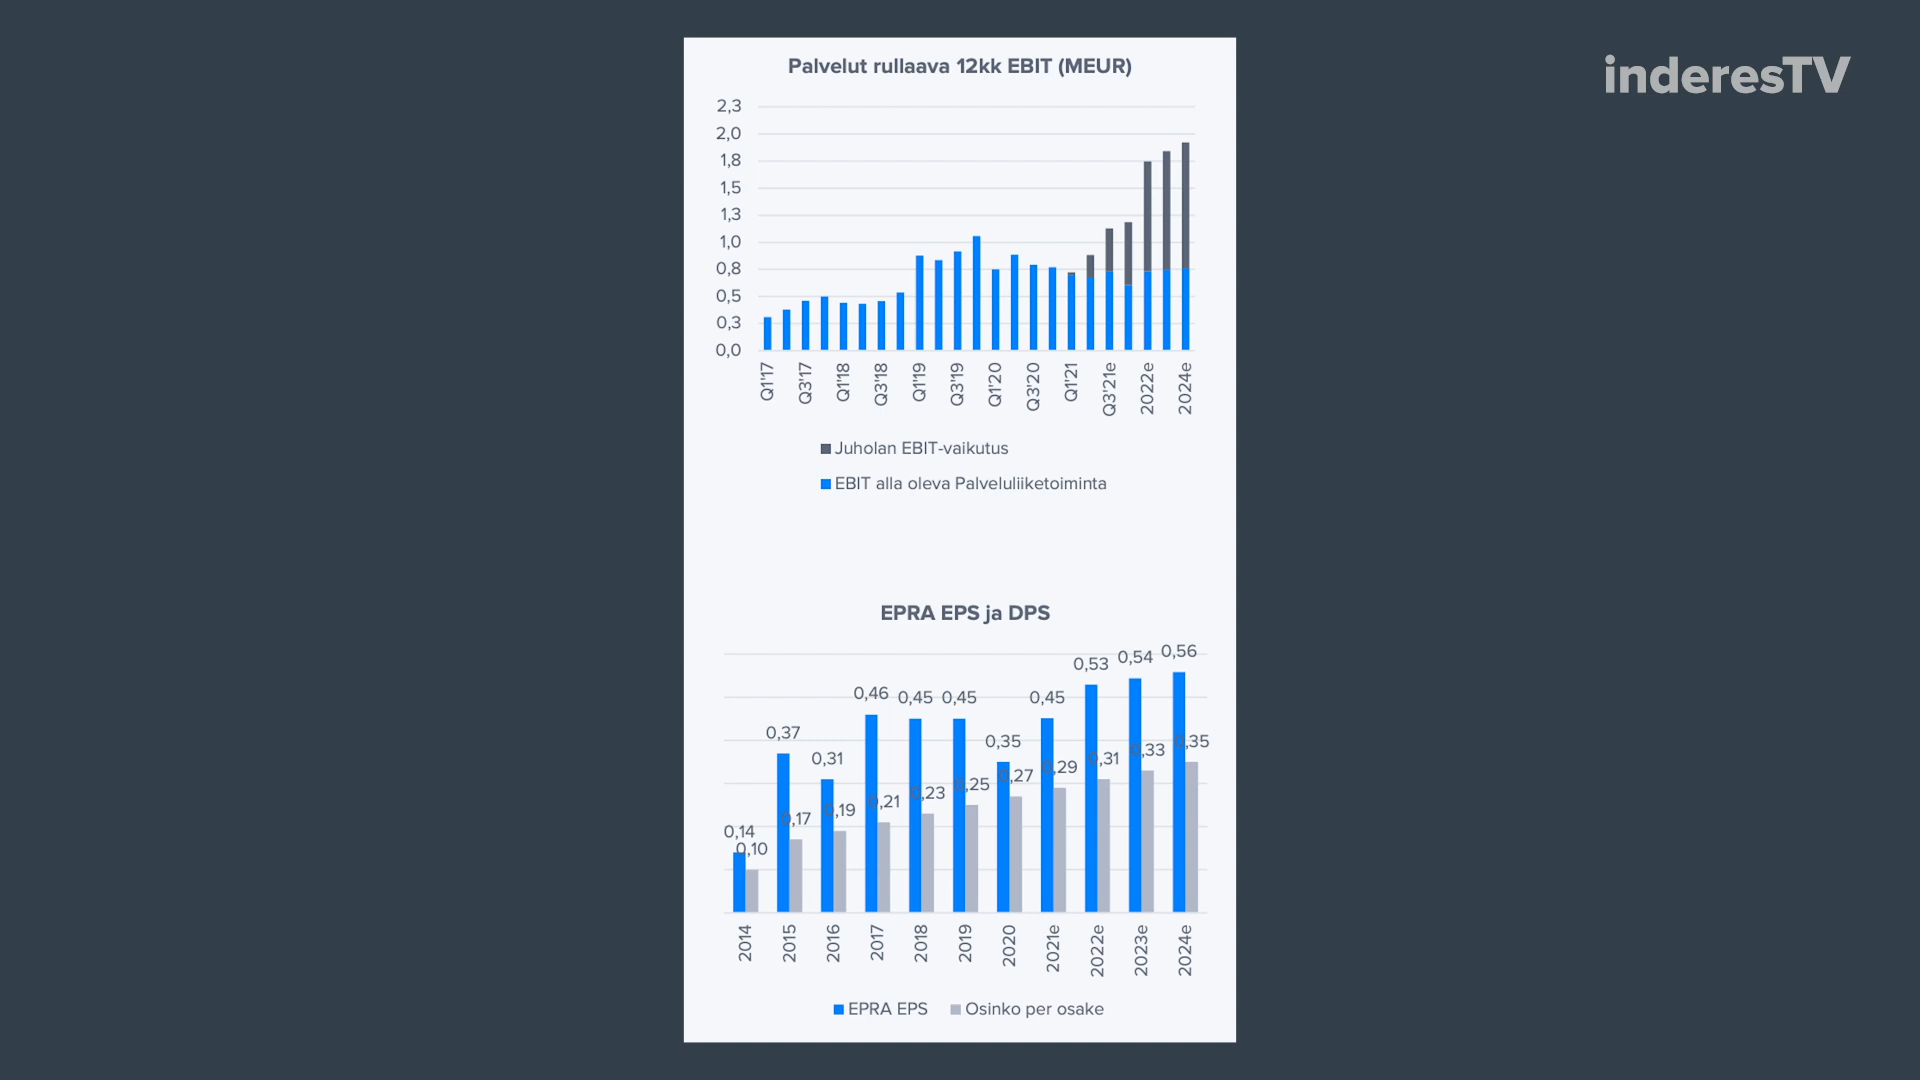 inderesTV
Palvelut rullaava 12kk EBIT (MEUR)
2,3
2,0
1,8
1,5
1,3
1,0
0,8
0,5
0,3
0,0
Q1'17
Q3'17
Q1'18
Q3'18
Q1'19
Q3'19
Q1'20
Q3'20
Q1'21
Q3'21e
2022e
2024e
Juholan EBIT-vaikutus
EBIT alla oleva Palveluliiketoiminta
EPRA EPS ja DPS
0,14
0,10
0,37
0,17
0,31
0,19
0,46
0,21
0,45
0,23
0,45
0,25
0,35
0,27
0,45
0,29
0,53
0,31
0,54
0,33
0,56
0,35
2014
2015
2016
2017
2018
2019
2020
2021e
2022e
2023e
2024e
EPRA EPS
Osinko per osake